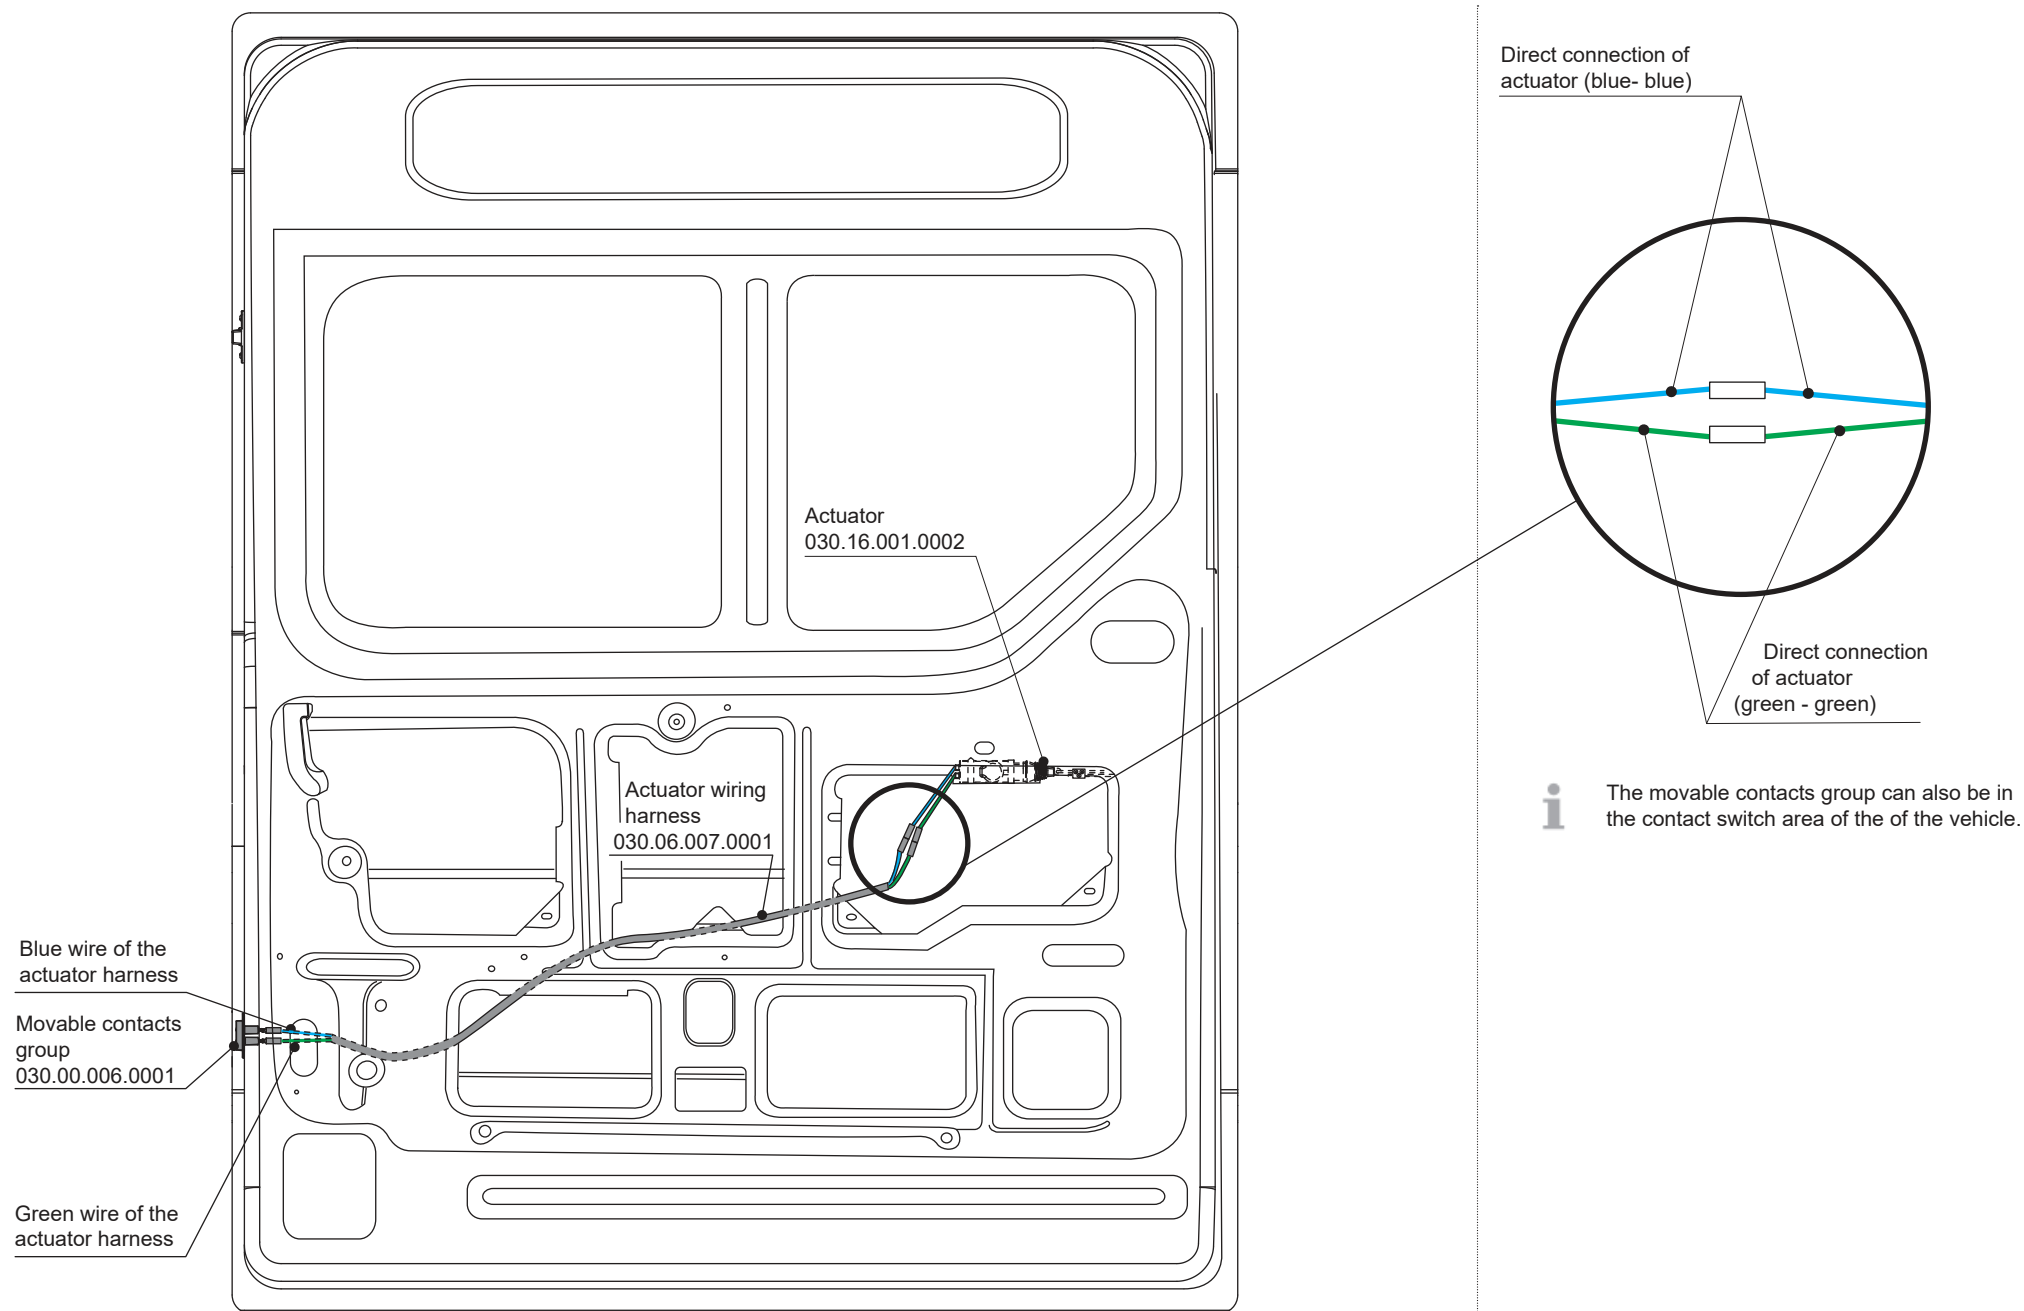 Direct connection of
actuator (blue- blue)
Actuator
030.16.001.0002
Direct connection
of actuator
(green - green)
Actuator wiring
harness
030.06.007.0001
i
The movable contacts group can also be in
the contact switch area of the of the vehicle.
Blue wire of the
actuator harness
Movable contacts
group
030.00.006.0001
Green wire of the
actuator harness